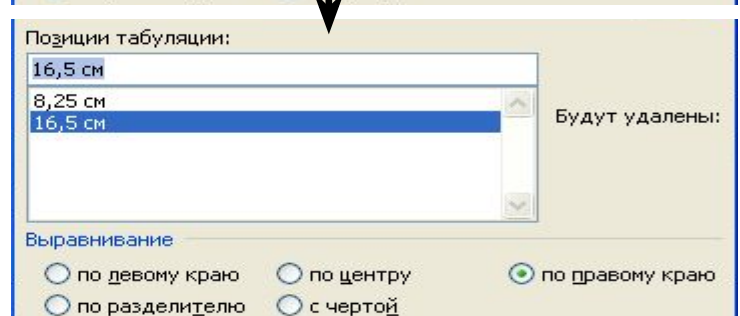 Позиции табуляции:
16,5 см
8,25 см
16,5 см
Будут удалены:
Выравнивание
по левому краю по центру по правому краю
по разделителю с чертой